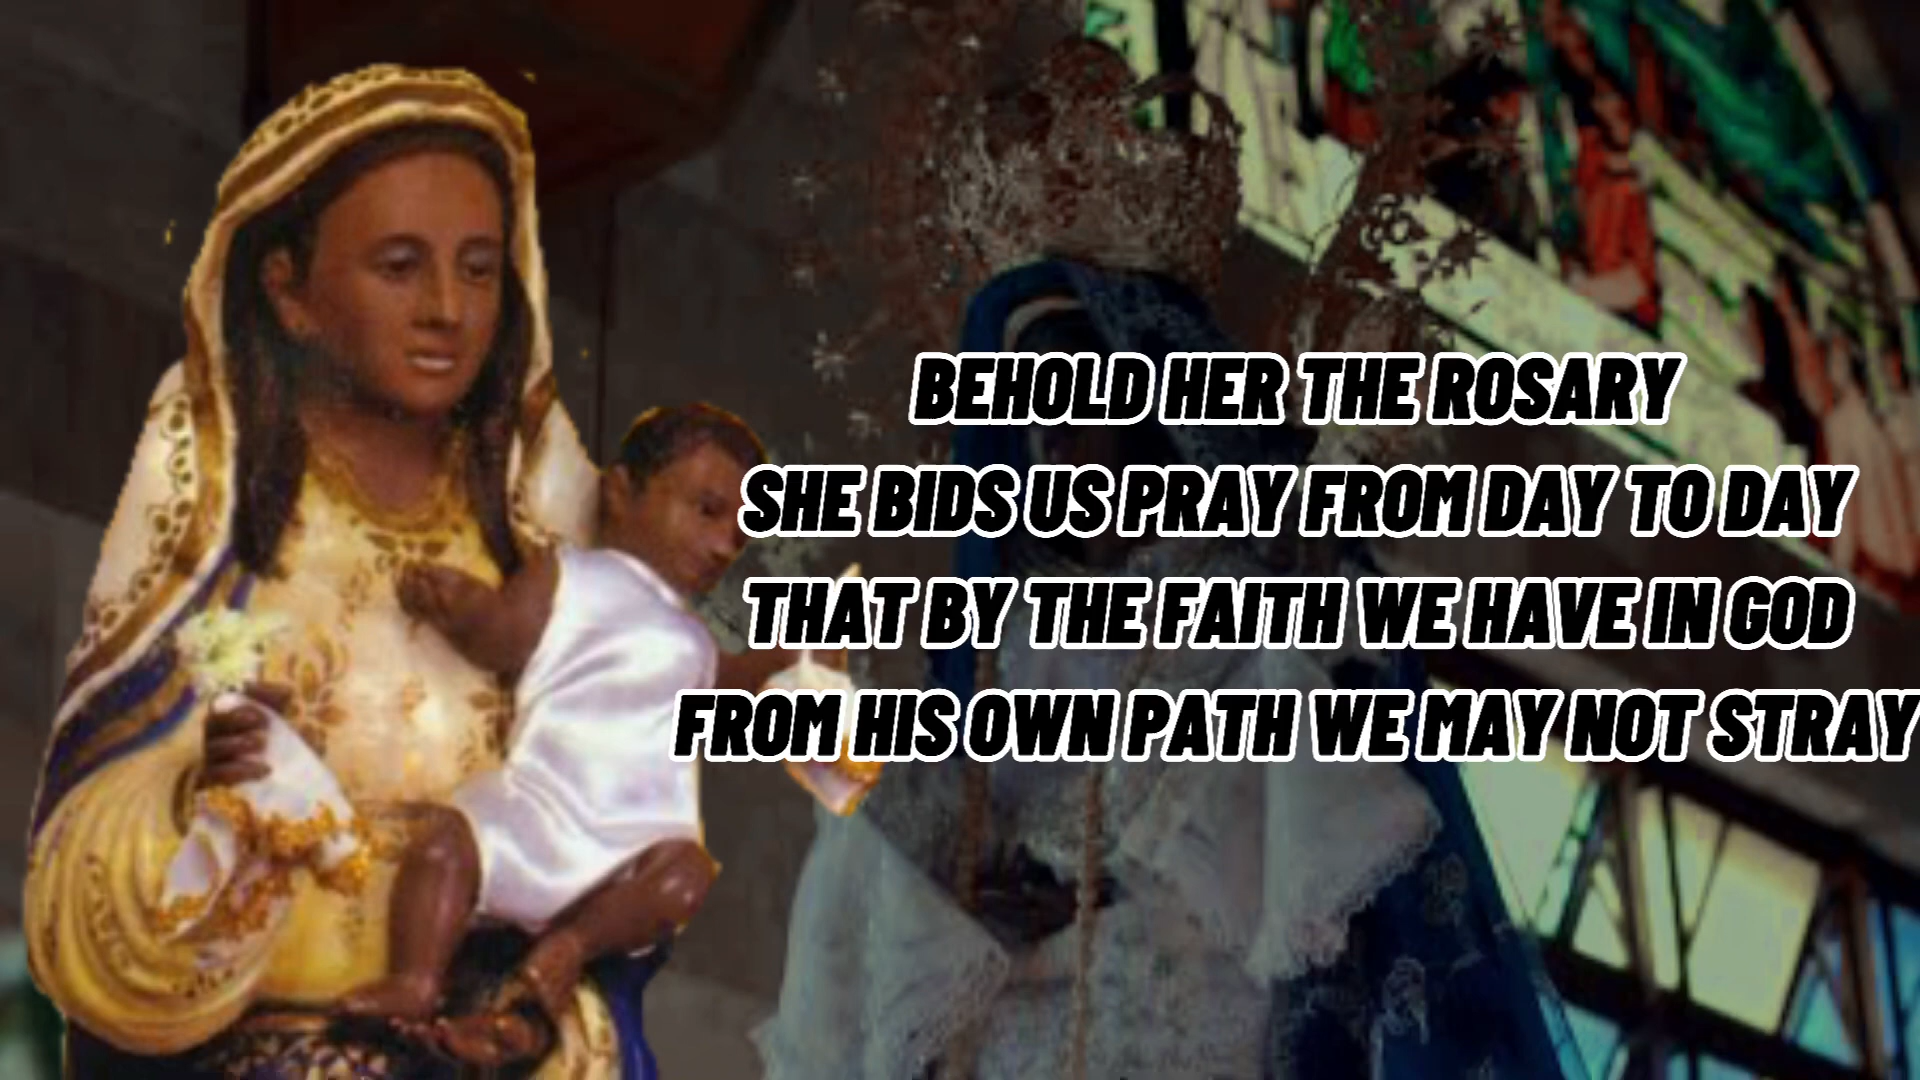 BEHOLD HER THE ROSARY
SHE BIDS US PRAY FROM DAY TO DAY
THAT BY THE FAITH WE HAVE IN GOD
FROM HIS OWN PATH WE MAY NOT STRAY